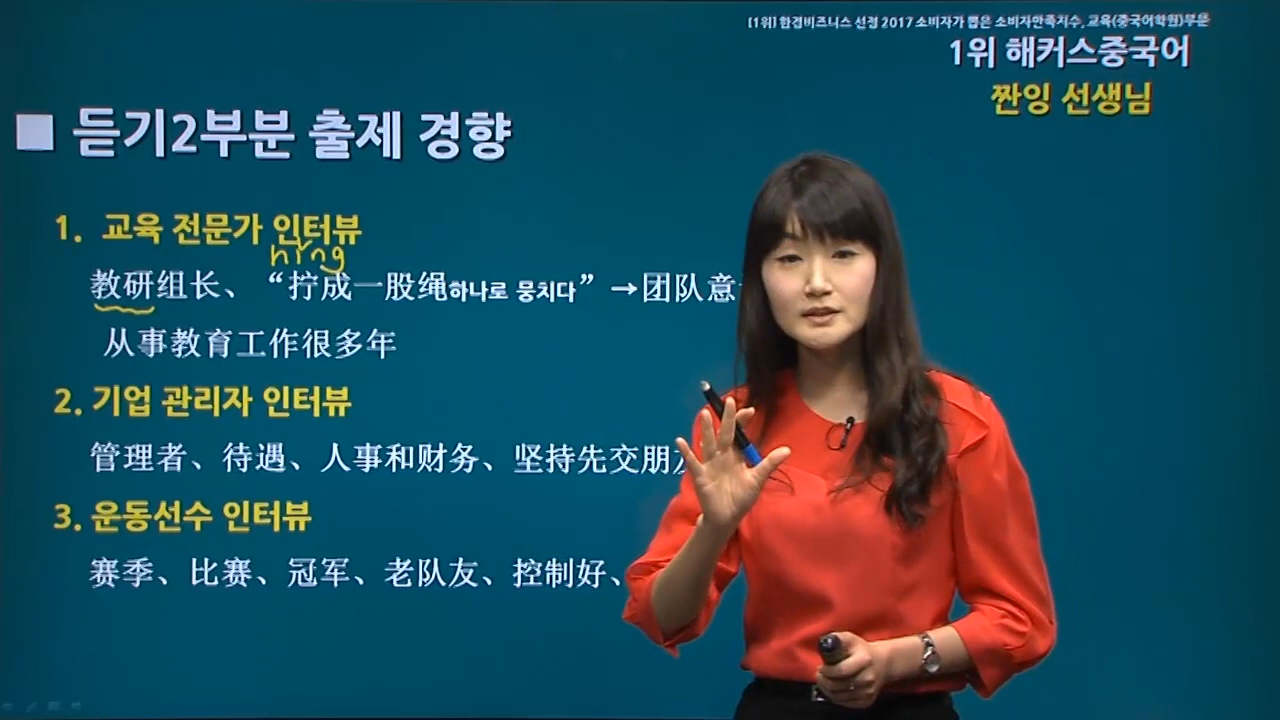 [1위] 한경비즈니스 선정 2017 소비자가 뽑은 소비자만족지수, 교육(중국어학원)부문
1위 해커스중국어
짠잉 선생님
■ 듣기2부분 출제 경향
1. 교육 전문가 인터뷰
níng
教研组长、“拧成一股绳하나로 뭉치다”→团队意
从事教育工作很多年
2. 기업 관리자 인터뷰
管理者、待遇、人事和财务、坚持先交朋
3. 운동선수 인터뷰
赛季、比赛、冠军、老队友、控制好、